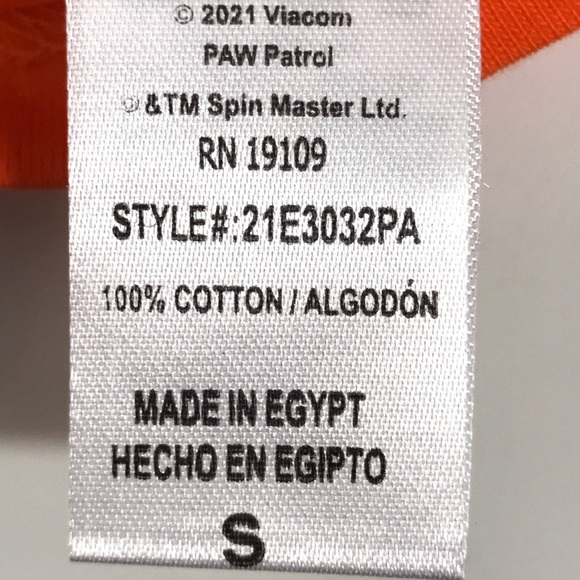 © 2021 Viacom
PAW Patrol
® &TM Spin Master Ltd.
RN 19109
STYLE#:21E3032PA
100% COTTON / ALGODÓN
MADE IN EGYPT
HECHO EN EGIPTO
S